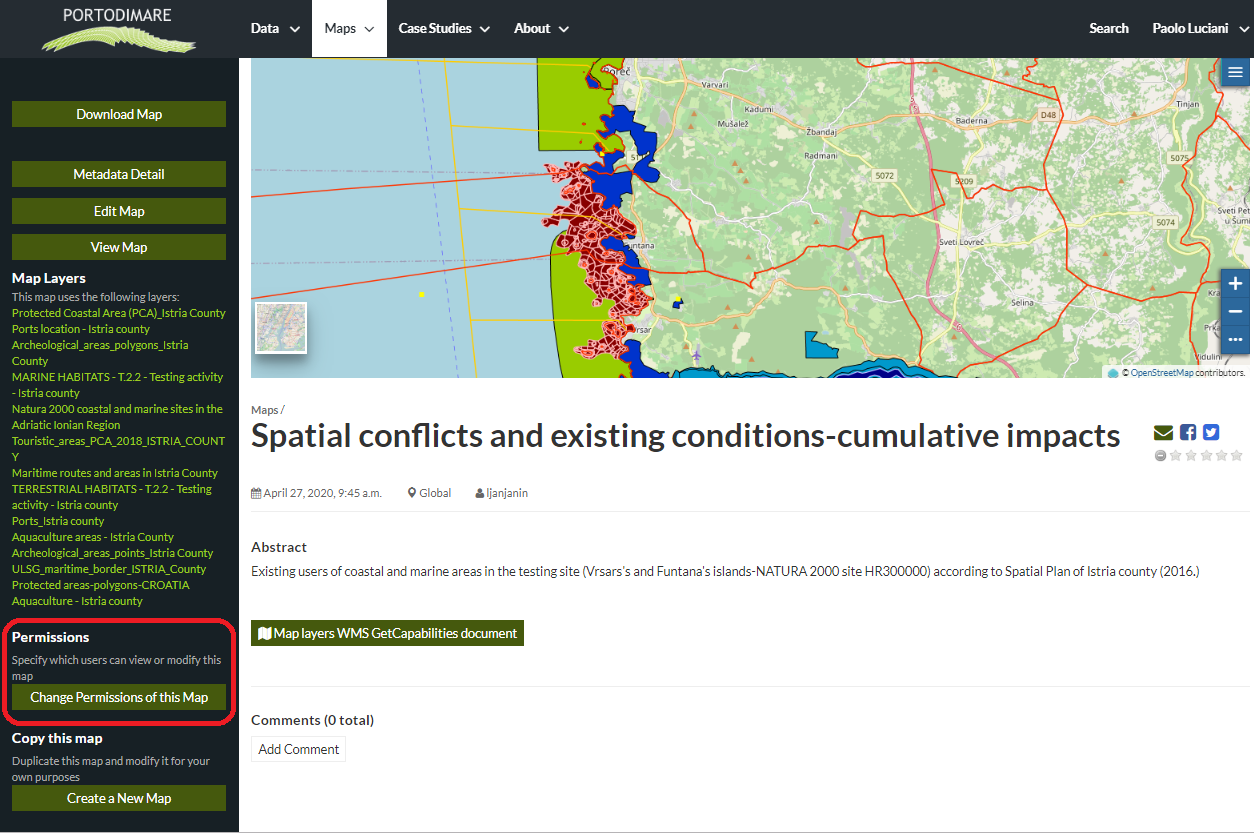 PORTODIMARE
Data
Maps
Case Studies
About
Search
Paolo Luciani
Download Map
Metadata Detail
Edit Map
View Map
Map Layers
This map uses the following layers:
Protected Coastal Area (PCA)_Istria County
Ports location - Istria county
Archeological_areas_polygons_Istria
County
MARINE HABITATS - T.2.2 - Testing activity
- Istria county
Natura 2000 coastal and marine sites in the
Adriatic Ionian Region
Touristic_areas_PCA_2018_ISTRIA_COUNT
Y
Maritime routes and areas in Istria County
TERRESTRIAL HABITATS - T.2.2 - Testing
activity - Istria county
Ports_Istria county
Aquaculture areas - Istria County
Archeological_areas_points_Istria County
ULSG_maritime_border_ISTRIA_County
Protected areas-polygons-CROATIA
Aquaculture - Istria county
Permissions
Specify which users can view or modify this
map
Change Permissions of this Map
Copy this map
Duplicate this map and modify it for your
own purposes
Create a New Map
Poreč
Varvari
Kadumi
Mušalež
Žbandaj
Radmani
Baderna
D48
Tinjan
5075
5072
5209
5074
Sveti Pet
u Šumi
Sveti Lovreč
untana
Selina
Kra
Prka
Vidulini
rsar
© OpenStreetMap contributors.
Maps /
Spatial conflicts and existing conditions-cumulative impacts
April 27, 2020, 9:45 a.m.
Global
ljanjanin
Abstract
Existing users of coastal and marine areas in the testing site (Vrsars's and Funtana's islands-NATURA 2000 site HR300000) according to Spatial Plan of Istria county (2016.)
Map layers WMS GetCapabilities document
Comments (0 total)
Add Comment